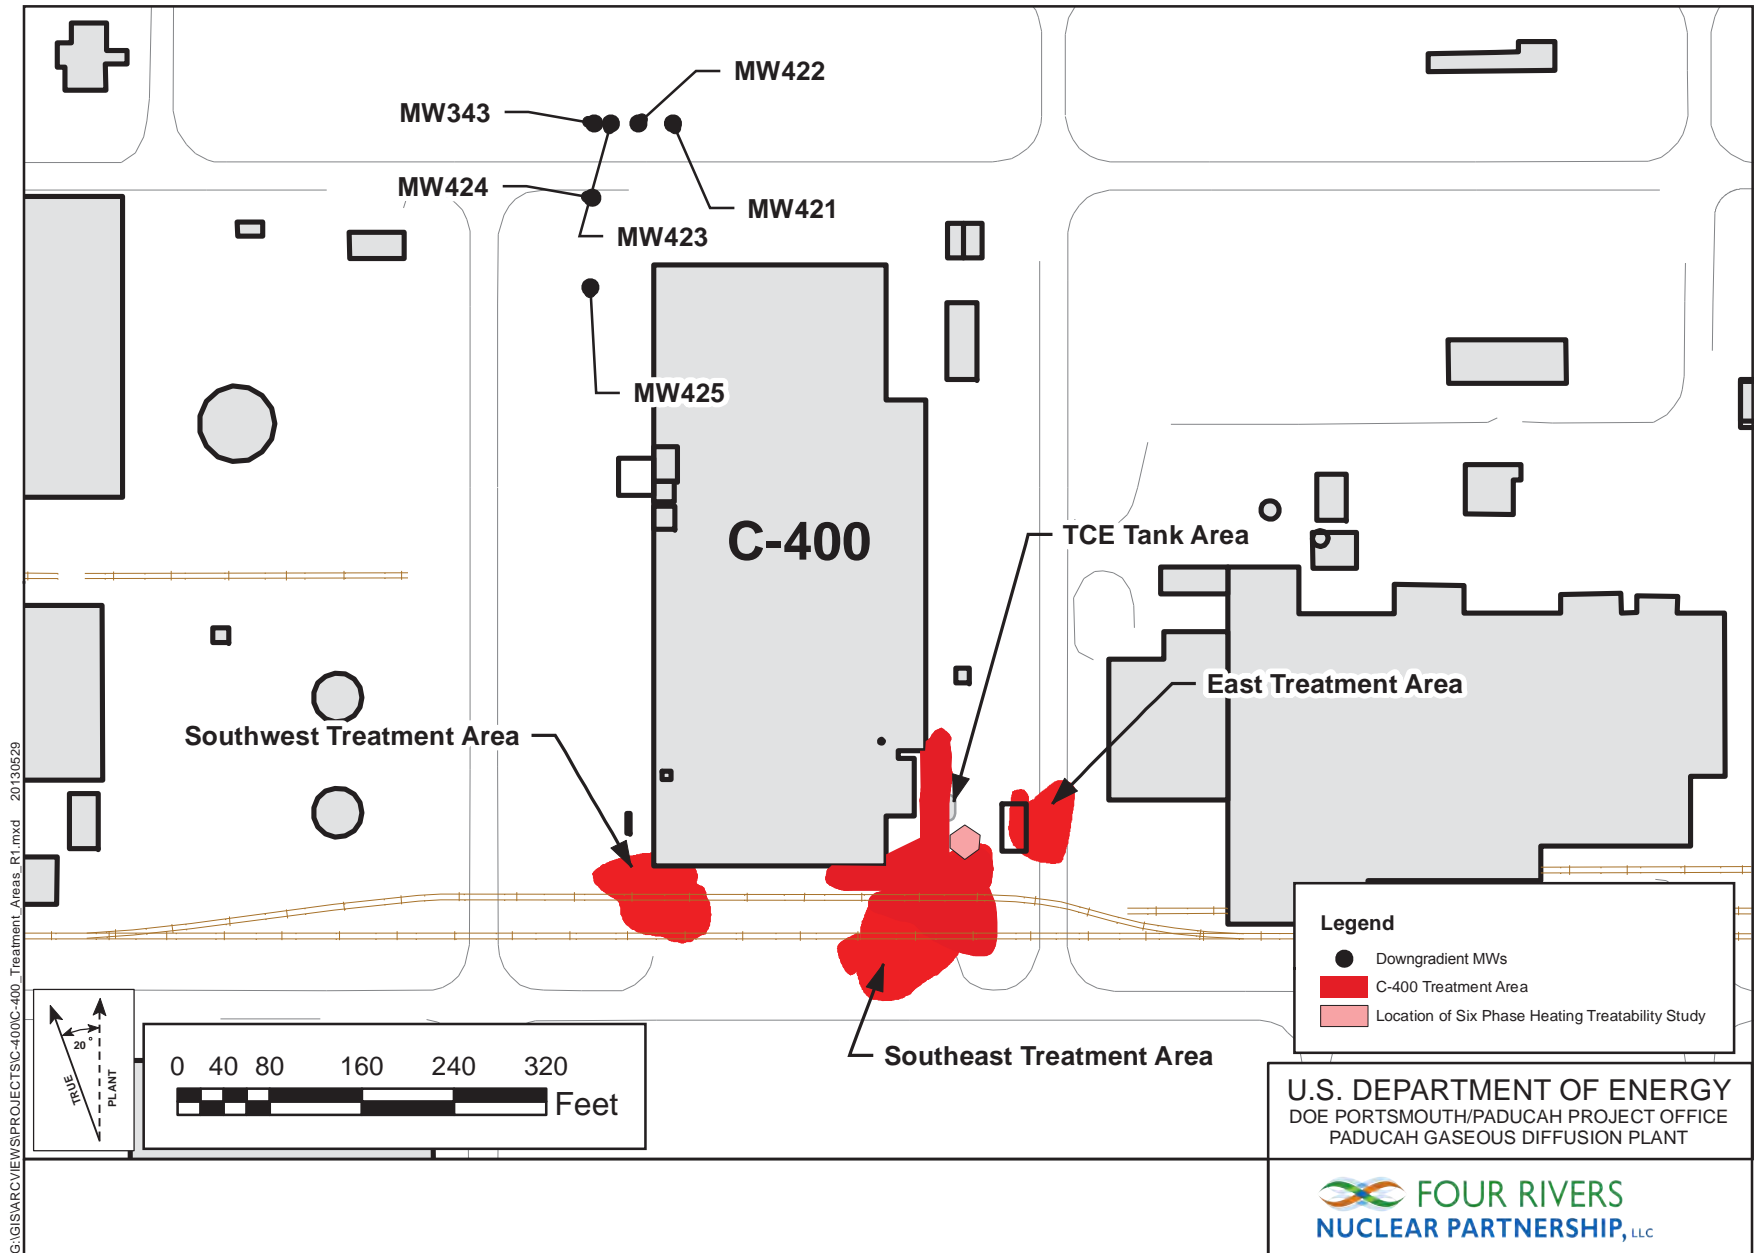 MW422
MW343
MW424
MW421
MW423
MW425
C-400
TCE Tank Area
East Treatment Area
Southwest Treatment Area
Southeast Treatment Area
Legend
Downgradient MWs
C-400 Treatment Area
Location of Six Phase Heating Treatability Study
20°
TRUE
PLANT
0 40 80 160 240 320
Feet
U.S. DEPARTMENT OF ENERGY
DOE PORTSMOUTH/PADUCAH PROJECT OFFICE
PADUCAH GASEOUS DIFFUSION PLANT
FOUR RIVERS
NUCLEAR PARTNERSHIP, LLC
G:\GIS\ARCVIEWS\PROJECTS\C-400\C-400_Treatment_Areas_R1.mxd 20130529